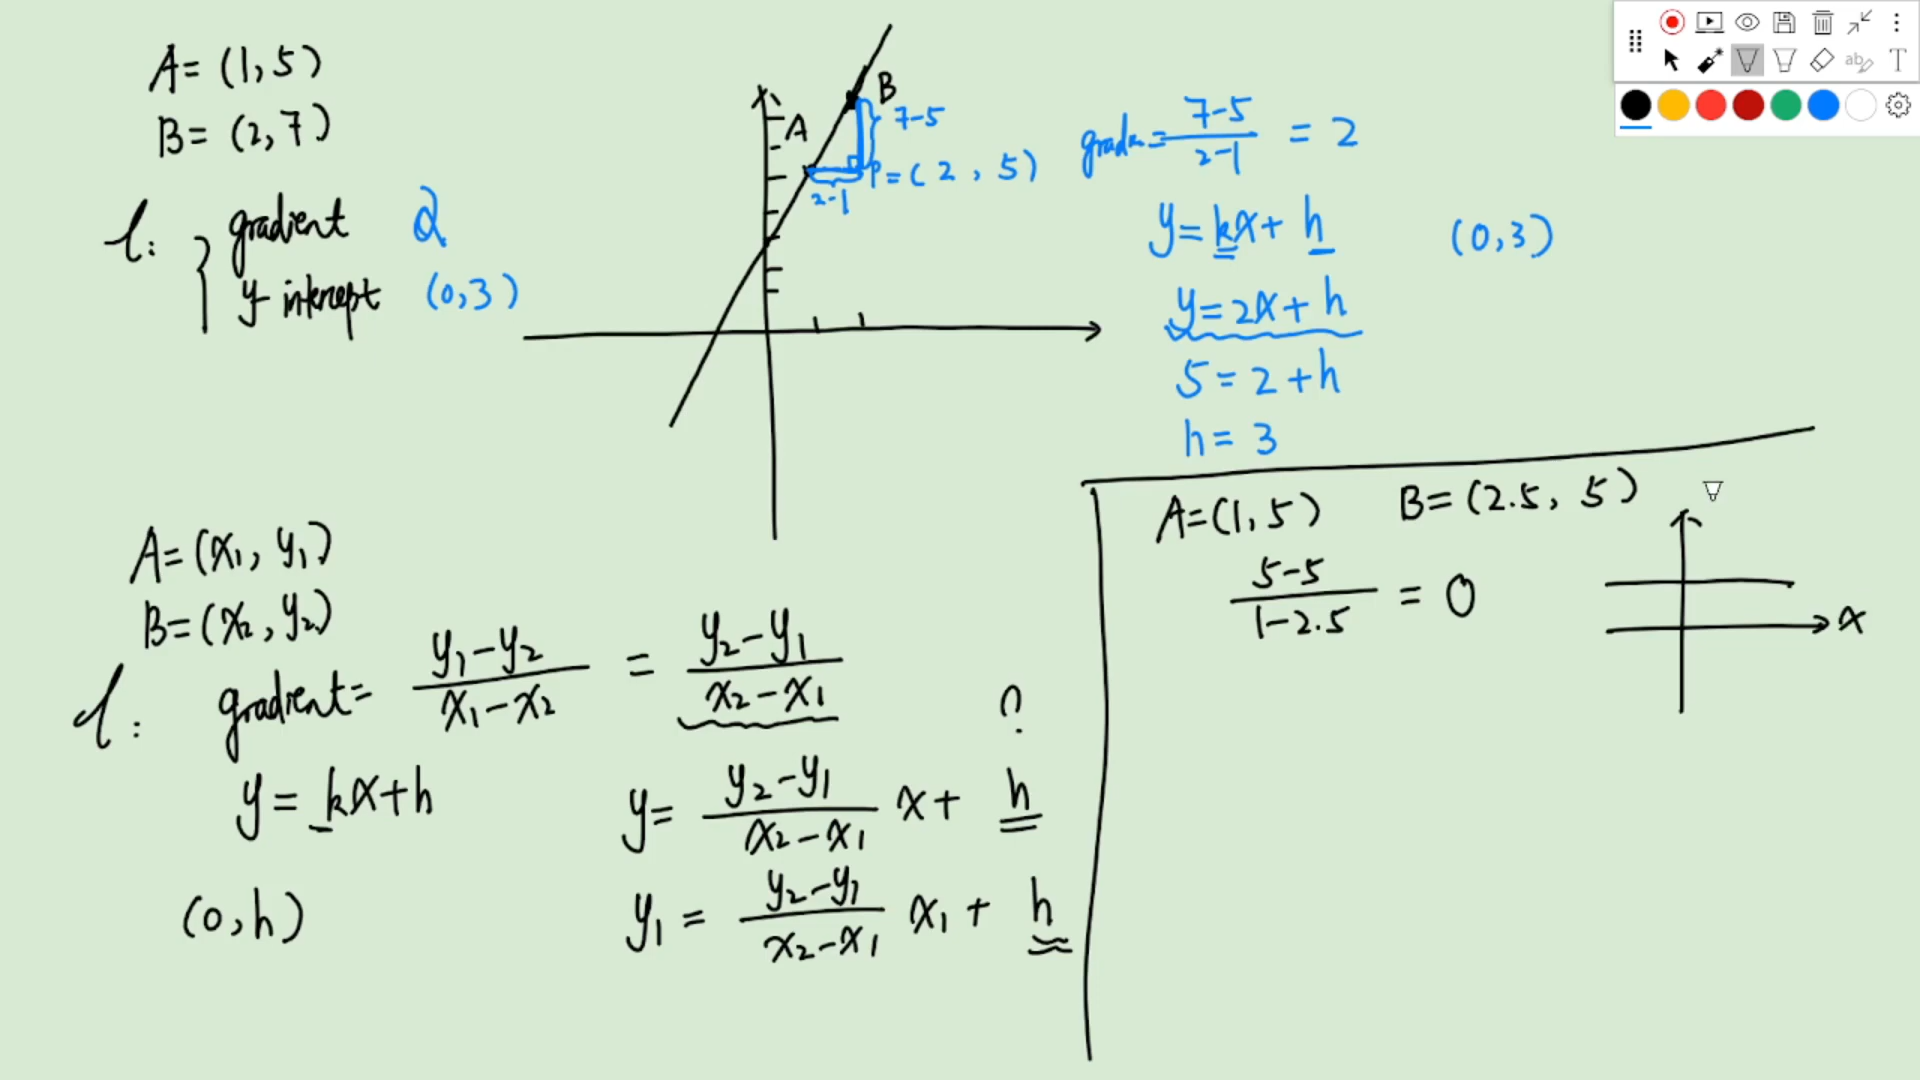 A = (1, 5)
B = (2, 7)
l: gradient 2
y-intercept (0, 3)
A
B
7-5
P = (2, 5)
2-1
= (7-5)/(2-1) = 2
y = kx + h (0, 3)
y = 2x + h
5 = 2 + h
h = 3
A = (x₁, y₁)
B = (x₂, y₂)
l: gradient = (y₁-y₂)/(x₁-x₂) = (y₂-y₁)/(x₂-x₁)
?
y = kx+h
y = (y₂-y₁)/(x₂-x₁) x + h
(0, h)
y₁ = (y₂-y₁)/(x₂-x₁) x₁ + h
A = (1, 5) B = (2.5, 5)
(5-5)/(1-2.5) = 0
x
ab
T